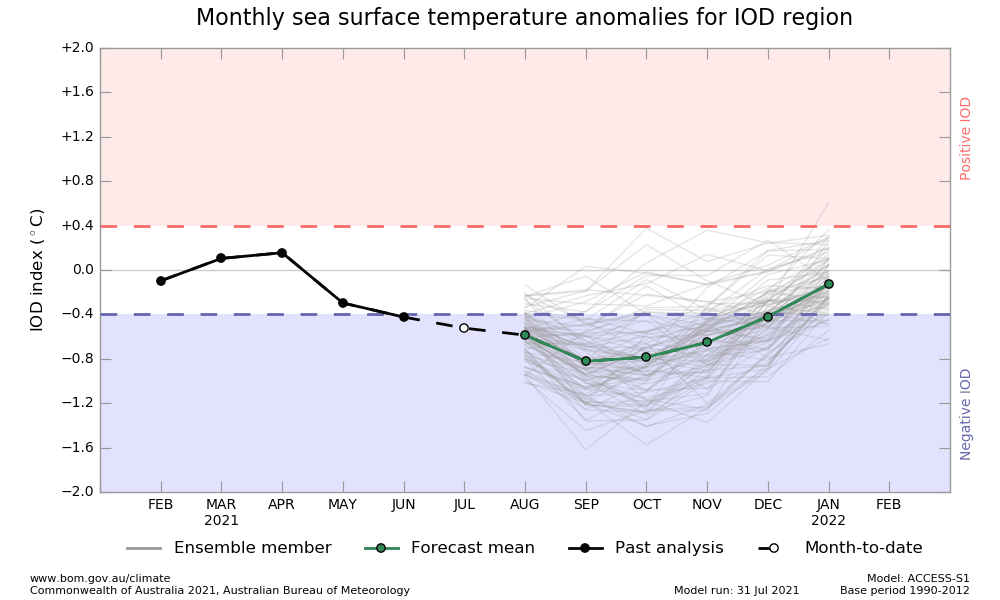 Monthly sea surface temperature anomalies for IOD region
+2.0
+1.6
+1.2
+0.8
+0.4
0.0
−0.4
−0.8
−1.2
−1.6
−2.0
IOD index (°C)
Positive IOD
Negative IOD
FEB MAR APR MAY JUN JUL AUG SEP OCT NOV DEC JAN FEB
2021 2022
Ensemble member Forecast mean Past analysis Month-to-date
www.bom.gov.au/climate Model: ACCESS-S1
Commonwealth of Australia 2021, Australian Bureau of Meteorology Model run: 31 Jul 2021 Base period 1990-2012